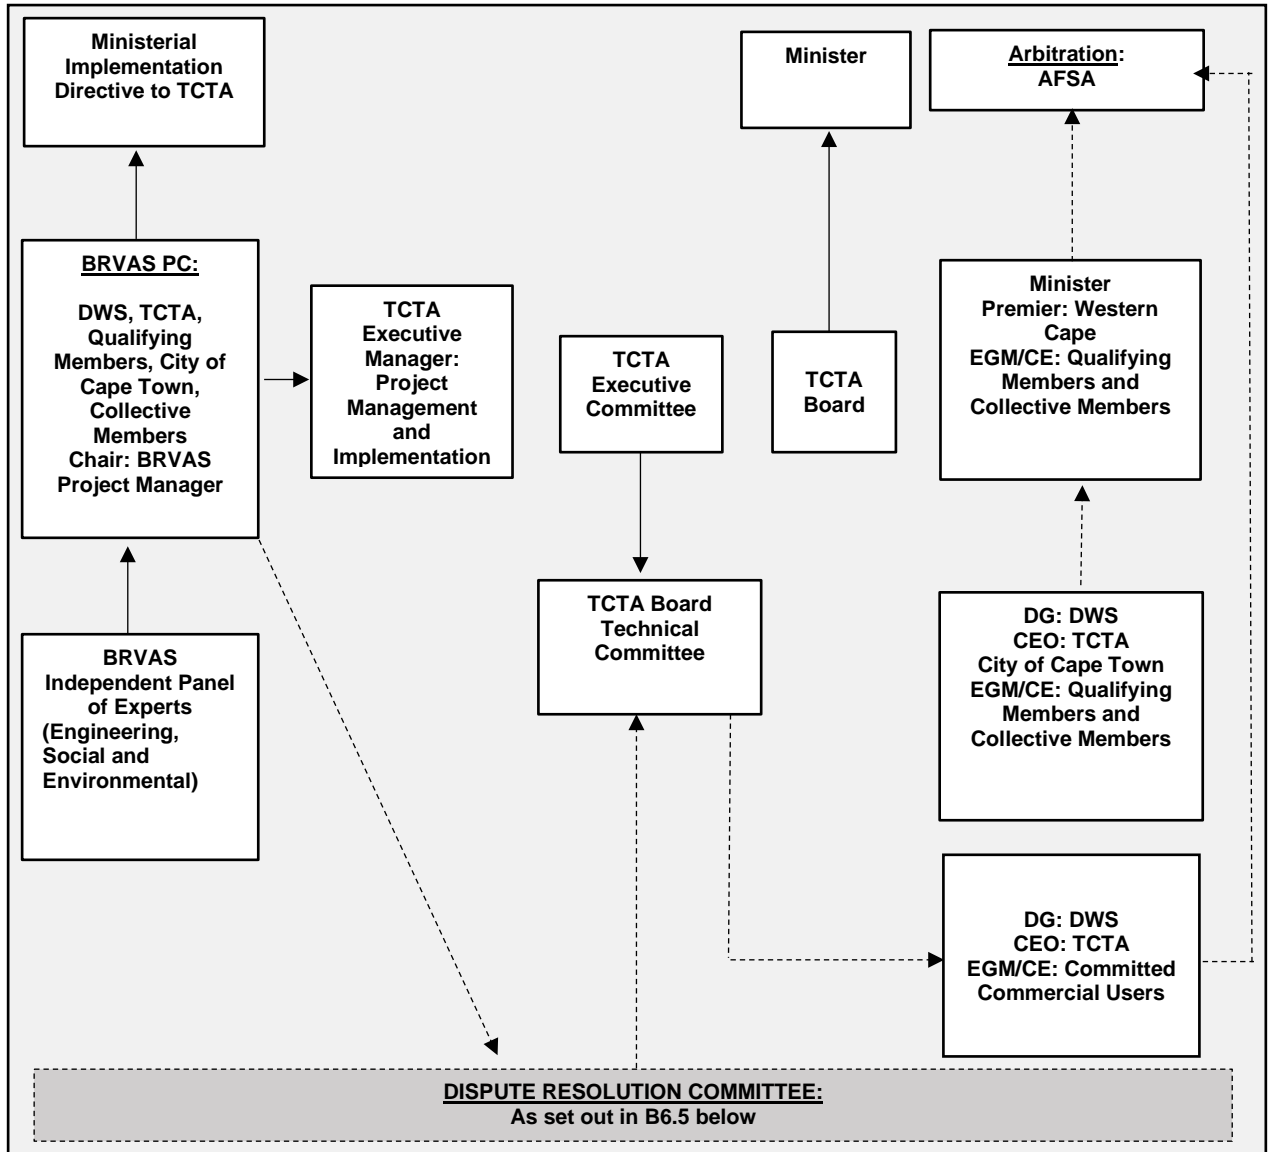 Ministerial
Implementation
Directive to TCTA
Minister
Arbitration:
AFSA
BRVAS PC:
DWS, TCTA,
Qualifying
Members, City of
Cape Town,
Collective
Members
Chair: BRVAS
Project Manager
TCTA
Executive
Manager:
Project
Management
and
Implementation
TCTA
Executive
Committee
TCTA
Board
Minister
Premier: Western
Cape
EGM/CE: Qualifying
Members and
Collective Members
BRVAS
Independent Panel
of Experts
(Engineering,
Social and
Environmental)
TCTA Board
Technical
Committee
DG: DWS
CEO: TCTA
City of Cape Town
EGM/CE: Qualifying
Members and
Collective Members
DG: DWS
CEO: TCTA
EGM/CE: Committed
Commercial Users
DISPUTE RESOLUTION COMMITTEE:
As set out in B6.5 below